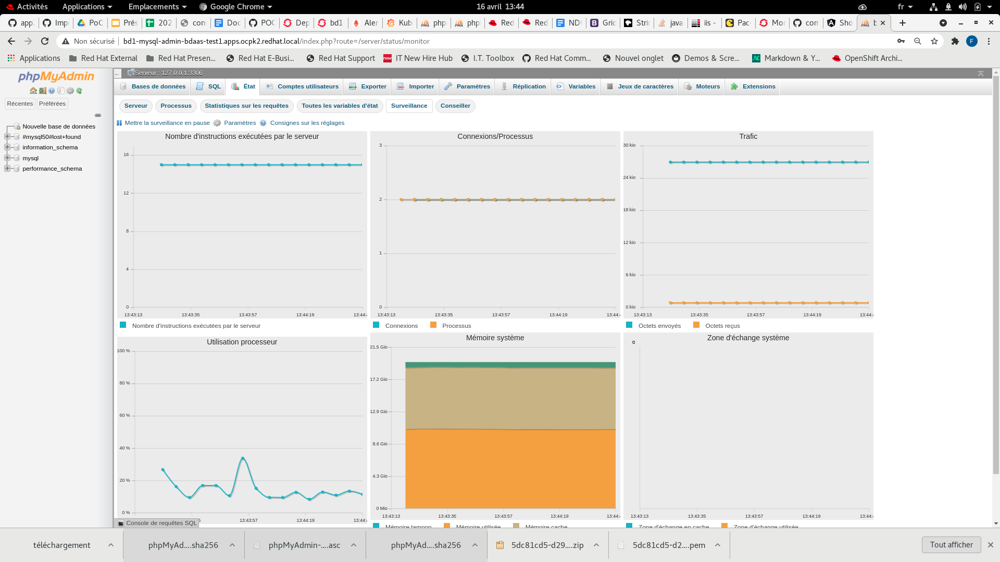 Activités Applications Emplacements Google Chrome 16 avril 13:44 fr
app Imp PoC Prés 202 con Doc POC Dep bd1 Aler Kub php php Red Red NDC Grid Strin java iis - Pac- Mon com Sho t
Non sécurisé bd1-mysql-admin-bdaas-test1.apps.ocpk2.redhat.local/index.php?route=/server/status/monitor F
Applications Red Hat External Red Hat Presen... Red Hat E-Busi... Red Hat Support now IT New Hire Hub I.T. Toolbox Red Hat Comm... Nouvel onglet Demos & Scre... Markdown & Y... OpenShift Archi...
phpMyAdmin
Récentes Préférées
Nouvelle base de données
#mysql50#lost+found
information_schema
mysql
performance_schema
Serveur : 127.0.0.1:3306
Bases de données SQL État Comptes utilisateurs Exporter Importer Paramètres Réplication Variables Jeux de caractères Moteurs Extensions
Serveur Processus Statistiques sur les requêtes Toutes les variables d'état Surveillance Conseiller
Mettre la surveillance en pause Paramètres Consignes sur les réglages
Nombre d'instructions exécutées par le serveur
16
12
8
4
0
13:43:13 13:43:35 13:43:57 13:44:19 13:44:4
Nombre d'instructions exécutées par le serveur
Connexions/Processus
3
2
1
0
13:43:13 13:43:35 13:43:57 13:44:19 13:44:4
Connexions Processus
Trafic
30 kio
24 kio
18 kio
12 kio
6 kio
0 kio
13:43:13 13:43:35 13:43:57 13:44:19 13:44:4
Octets envoyés Octets reçus
Utilisation processeur
100 %
80 %
60 %
40 %
20 %
0 %
5 13:43:57 13:44:19 13:44:4
Mémoire système
21.5 Gio
17.2 Gio
12.9 Gio
8.6 Gio
4.3 Gio
0 Mio
13:43:13 13:43:35 13:43:57 13:44:19 13:44:4
Mémoire tampon Mémoire utilisée Mémoire cache
Zone d'échange système
0
13:43:13 13:43:35 13:43:57 13:44:19 13:44:4
Zone d'échange en cache Zone d'échange utilisée
Console de requêtes SQL
téléchargement phpMyAd....sha256 phpMyAdmin-....asc phpMyAd....sha256 5dc81cd5-d29....zip 5dc81cd5-d2....pem Tout afficher